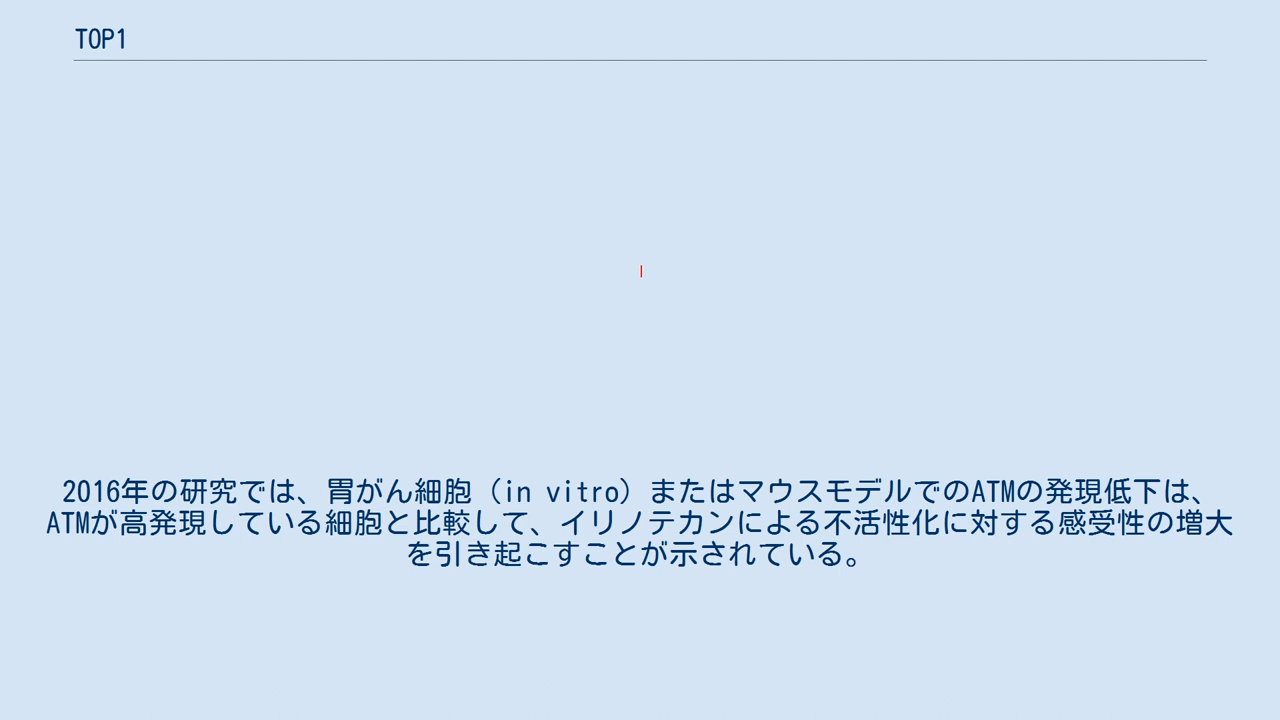 TOP1
2016年の研究では、胃がん細胞（in vitro）またはマウスモデルでのATMの発現低下は、
ATMが高発現している細胞と比較して、イリノテカンによる不活性化に対する感受性の増大
を引き起こすことが示されている。